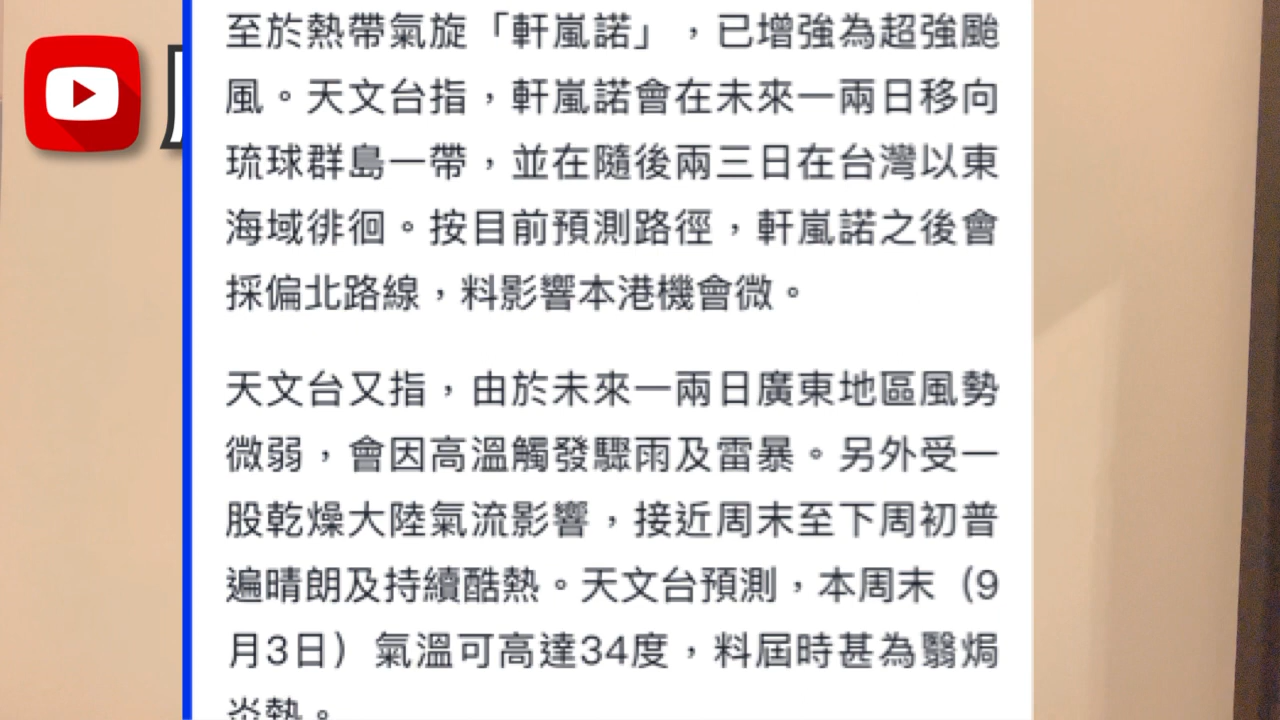 至於熱帶氣旋「軒嵐諾」，已增強為超強颱
風。天文台指，軒嵐諾會在未來一兩日移向
琉球群島一帶，並在隨後兩三日在台灣以東
海域徘徊。按目前預測路徑，軒嵐諾之後會
採偏北路線，料影響本港機會微。
天文台又指，由於未來一兩日廣東地區風勢
微弱，會因高溫觸發驟雨及雷暴。另外受一
股乾燥大陸氣流影響，接近周末至下周初普
遍晴朗及持續酷熱。天文台預測，本周末（9
月3日）氣溫可高達34度，料屆時甚為翳焗
炎熱。